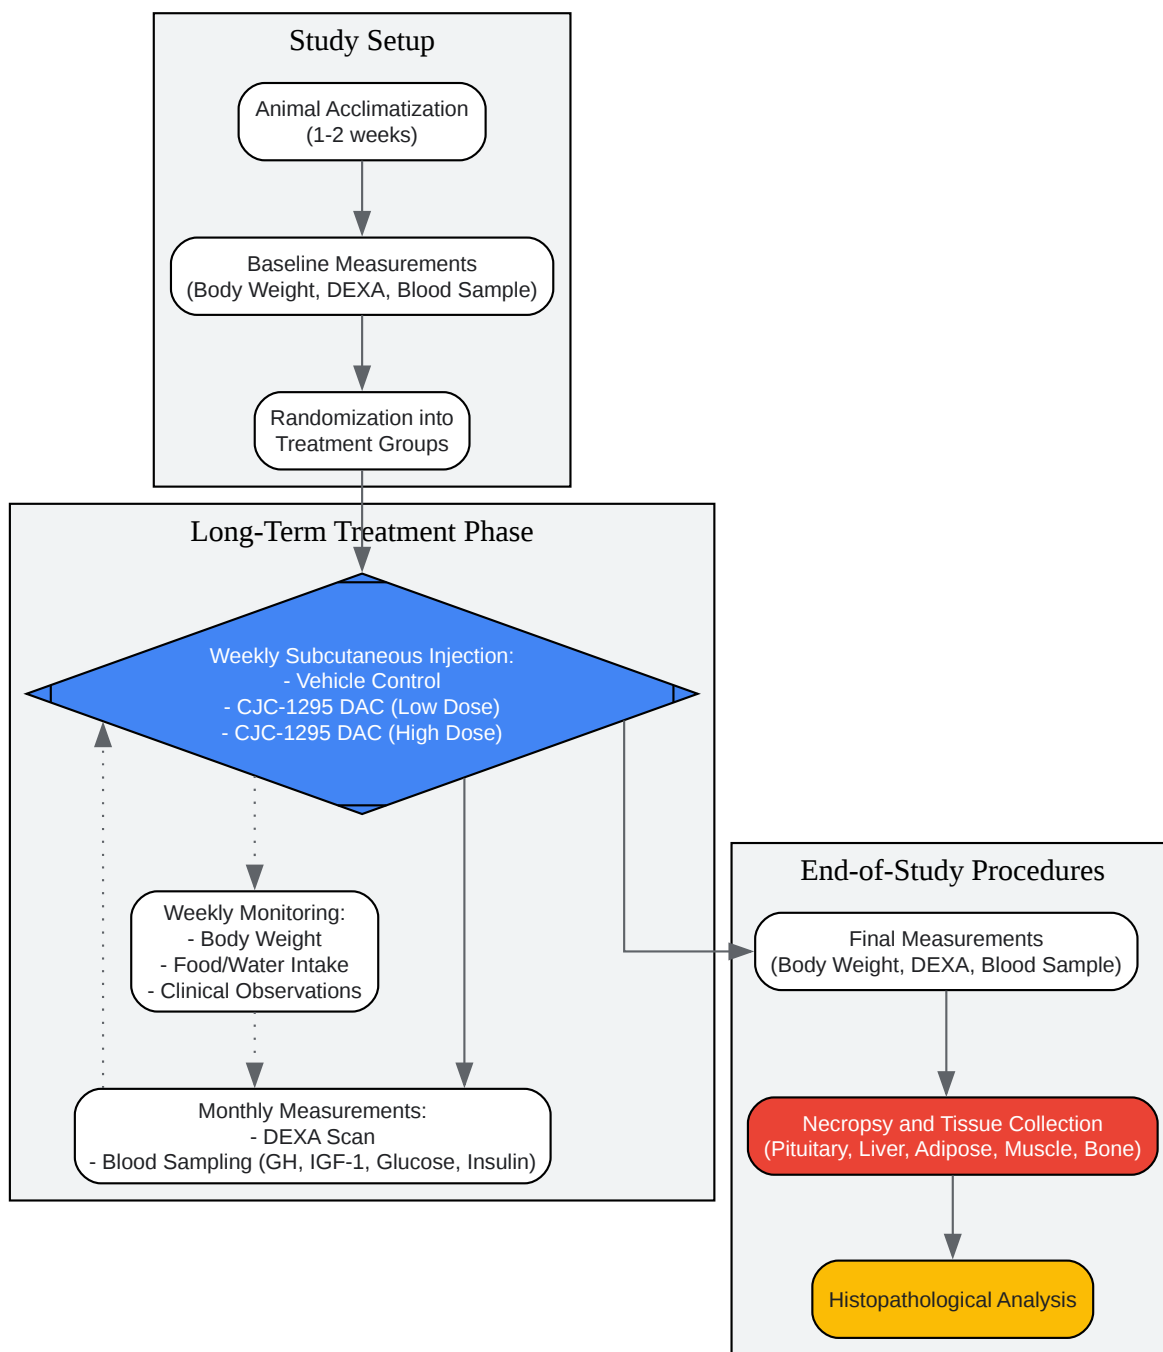 Study Setup
Animal Acclimatization
(1-2 weeks)
Baseline Measurements
(Body Weight, DEXA, Blood Sample)
Randomization into
Treatment Groups
Long-Term Treatment Phase
Weekly Subcutaneous Injection:
- Vehicle Control
- CJC-1295 DAC (Low Dose)
- CJC-1295 DAC (High Dose)
Weekly Monitoring:
- Body Weight
- Food/Water Intake
- Clinical Observations
Monthly Measurements:
- DEXA Scan
- Blood Sampling (GH, IGF-1, Glucose, Insulin)
End-of-Study Procedures
Final Measurements
(Body Weight, DEXA, Blood Sample)
Necropsy and Tissue Collection
(Pituitary, Liver, Adipose, Muscle, Bone)
Histopathological Analysis